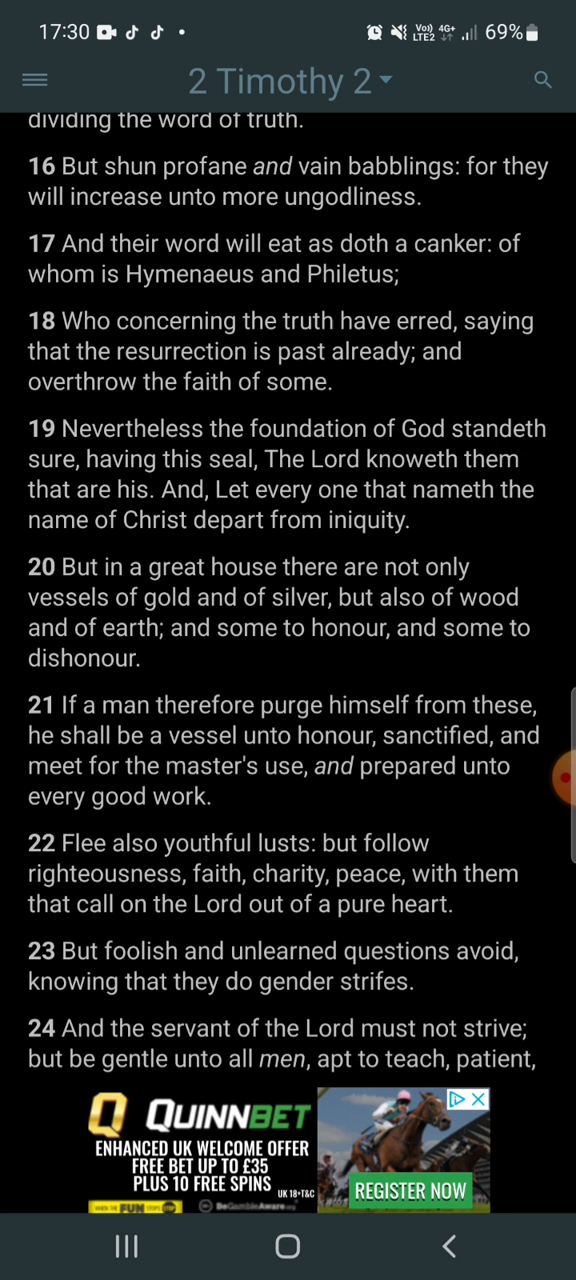 17:30 Vo)) LTE2 4G+ 69%
2 Timothy 2
dividing the word of truth.
16 But shun profane and vain babblings: for they
will increase unto more ungodliness.
17 And their word will eat as doth a canker: of
whom is Hymenaeus and Philetus;
18 Who concerning the truth have erred, saying
that the resurrection is past already; and
overthrow the faith of some.
19 Nevertheless the foundation of God standeth
sure, having this seal, The Lord knoweth them
that are his. And, Let every one that nameth the
name of Christ depart from iniquity.
20 But in a great house there are not only
vessels of gold and of silver, but also of wood
and of earth; and some to honour, and some to
dishonour.
21 If a man therefore purge himself from these,
he shall be a vessel unto honour, sanctified, and
meet for the master's use, and prepared unto
every good work.
22 Flee also youthful lusts: but follow
righteousness, faith, charity, peace, with them
that call on the Lord out of a pure heart.
23 But foolish and unlearned questions avoid,
knowing that they do gender strifes.
24 And the servant of the Lord must not strive;
but be gentle unto all men, apt to teach, patient,
QUINNBET
ENHANCED UK WELCOME OFFER
FREE BET UP TO £35
PLUS 10 FREE SPINS
UK 18+T&C
WHEN THE FUN STOPS STOP
BeGambleAware.org
REGISTER NOW